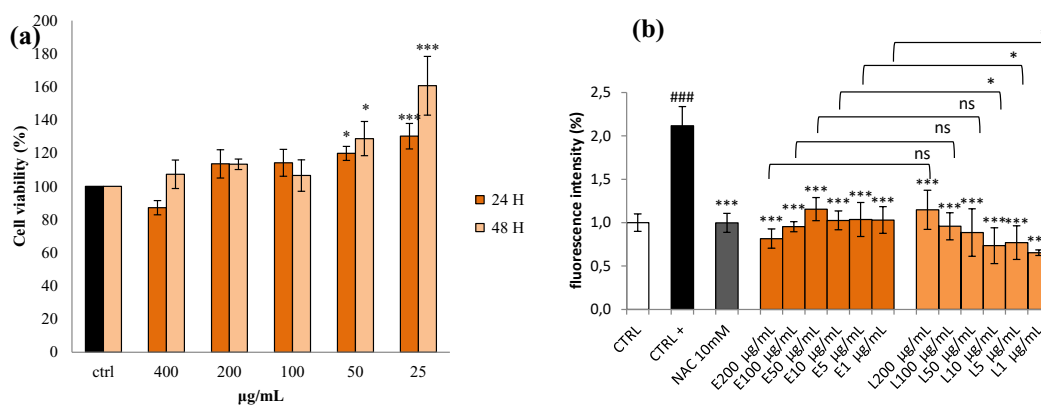 (a)
Cell viability (%)
200
180
160
140
120
100
80
60
40
20
0
* ***
* ***
24 H
48 H
ctrl 400 200 100 50 25
µg/mL
(b)
fluorescence intensity (%)
2,5
2,0
1,5
1,0
0,5
0,0
*
*
ns
ns
ns
###
*** *** *** *** *** *** *** *** *** *** *** *** **
CTRL
CTRL +
NAC 10mM
E200 µg/mL
E100 µg/mL
E50 µg/mL
E10 µg/mL
E5 µg/mL
E1 µg/mL
L200 µg/mL
L100 µg/mL
L50 µg/mL
L10 µg/mL
L5 µg/mL
L1 µg/mL